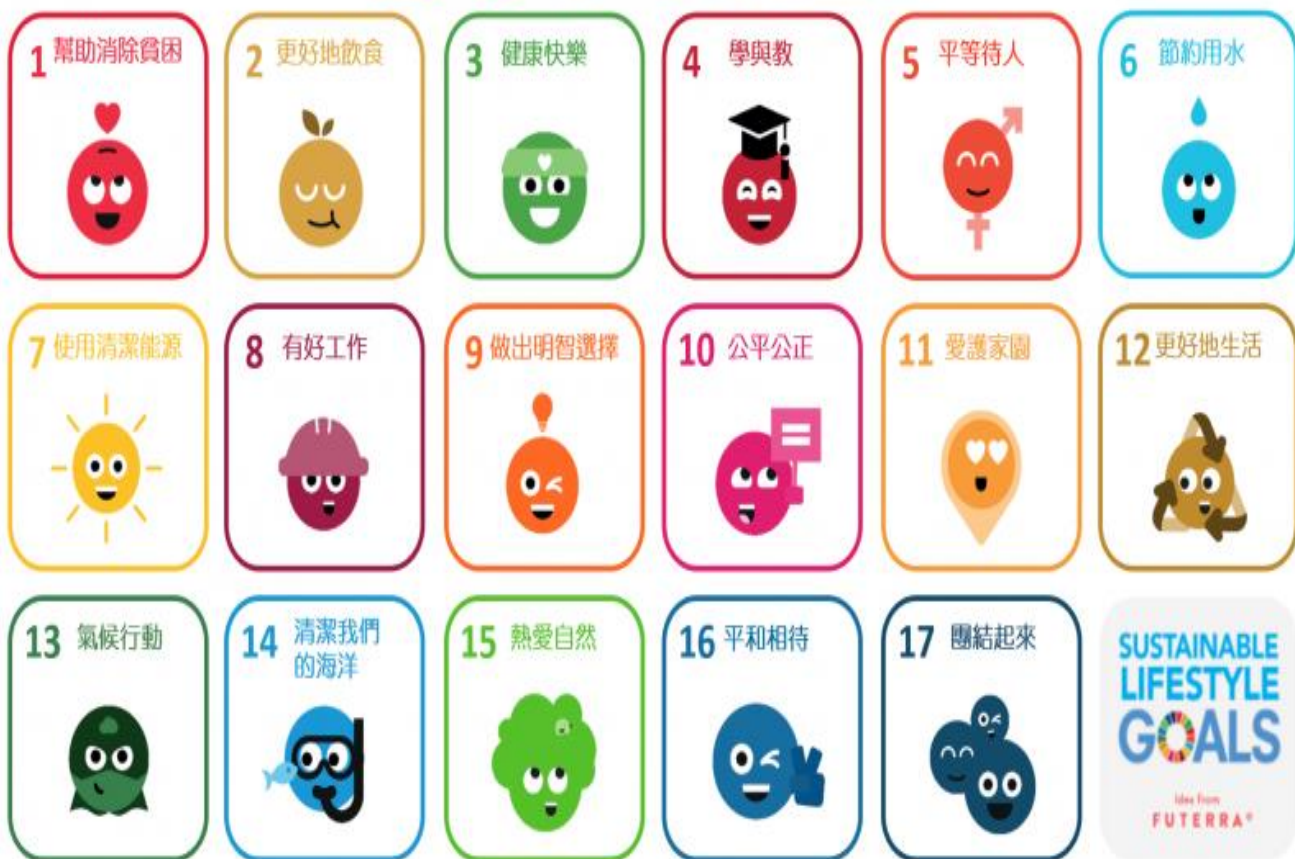 1 幫助消除貧困
2 更好地飲食
3 健康快樂
4 學與教
5 平等待人
6 節約用水
7 使用清潔能源
8 有好工作
9 做出明智選擇
10 公平公正
11 愛護家園
12 更好地生活
13 氣候行動
14 清潔我們
的海洋
15 熱愛自然
16 平和相待
17 團結起來
SUSTAINABLE
LIFESTYLE
GOALS
Idea from
FUTERRA®